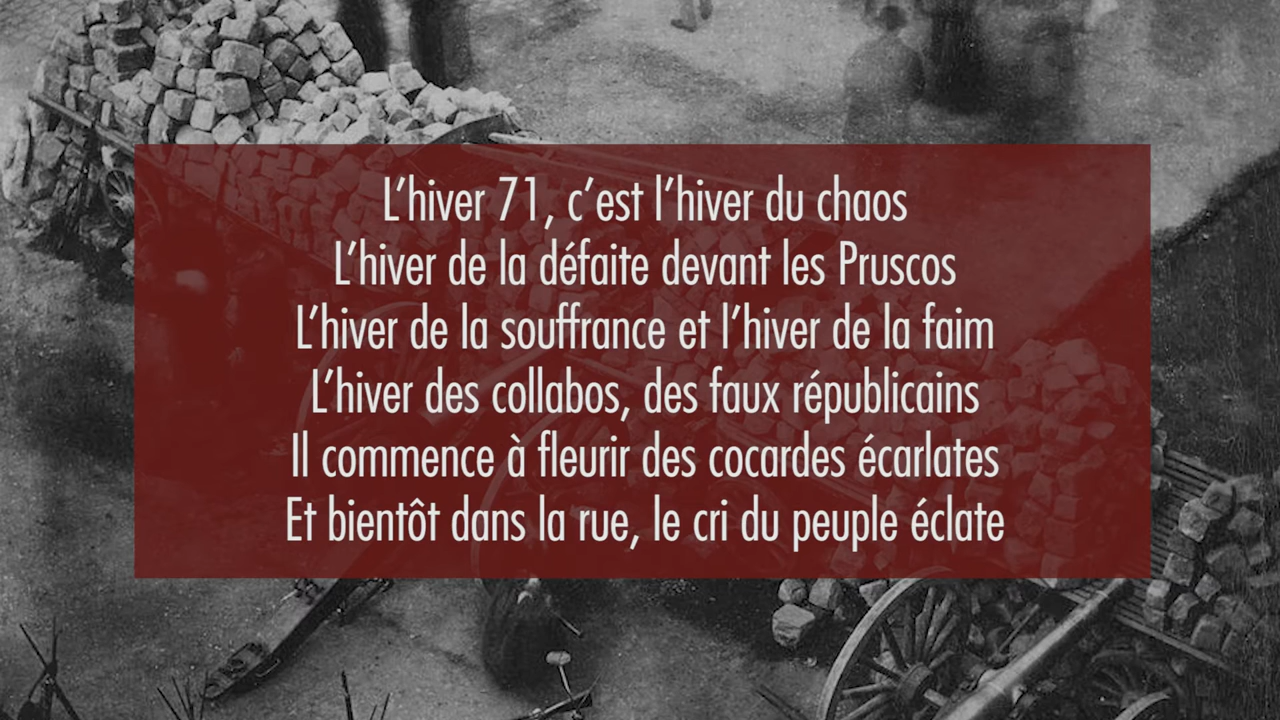 L’hiver 71, c’est l’hiver du chaos
L’hiver de la défaite devant les Pruscos
L’hiver de la souffrance et l’hiver de la faim
L’hiver des collabos, des faux républicains
Il commence à fleurir des cocardes écarlates
Et bientôt dans la rue, le cri du peuple éclate